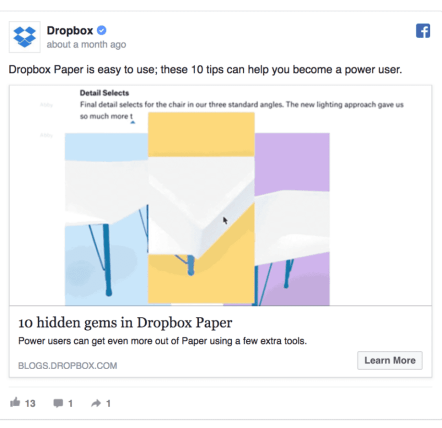 Dropbox
about a month ago
Dropbox Paper is easy to use; these 10 tips can help you become a power user.
Detail Selects
Final detail selects for the chair in our three standard angles. The new lighting approach gave us
so much more t
10 hidden gems in Dropbox Paper
Power users can get even more out of Paper using a few extra tools.
BLOGS.DROPBOX.COM
Learn More
13 1 1